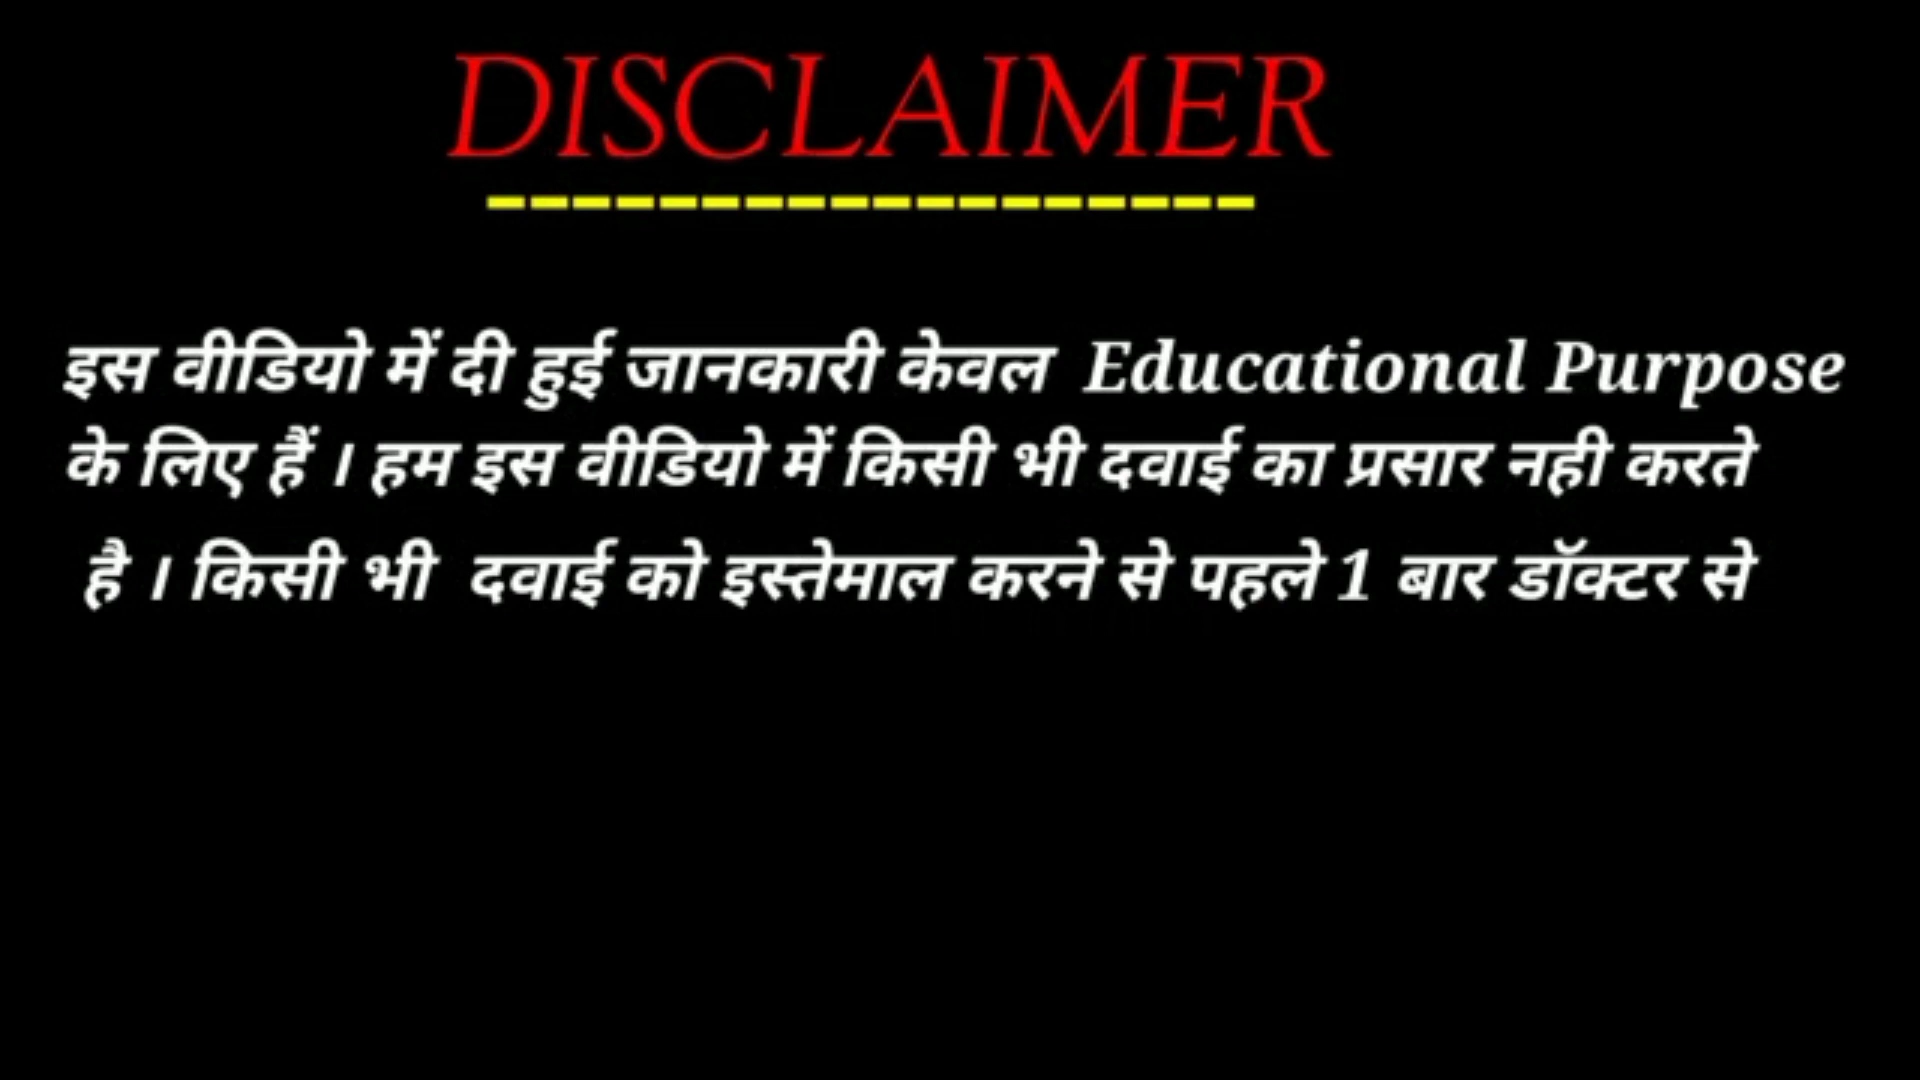 DISCLAIMER
------------------
इस वीडियो में दी हुई जानकारी केवल Educational Purpose
के लिए हैं । हम इस वीडियो में किसी भी दवाई का प्रसार नही करते
है । किसी भी दवाई को इस्तेमाल करने से पहले 1 बार डॉक्टर से